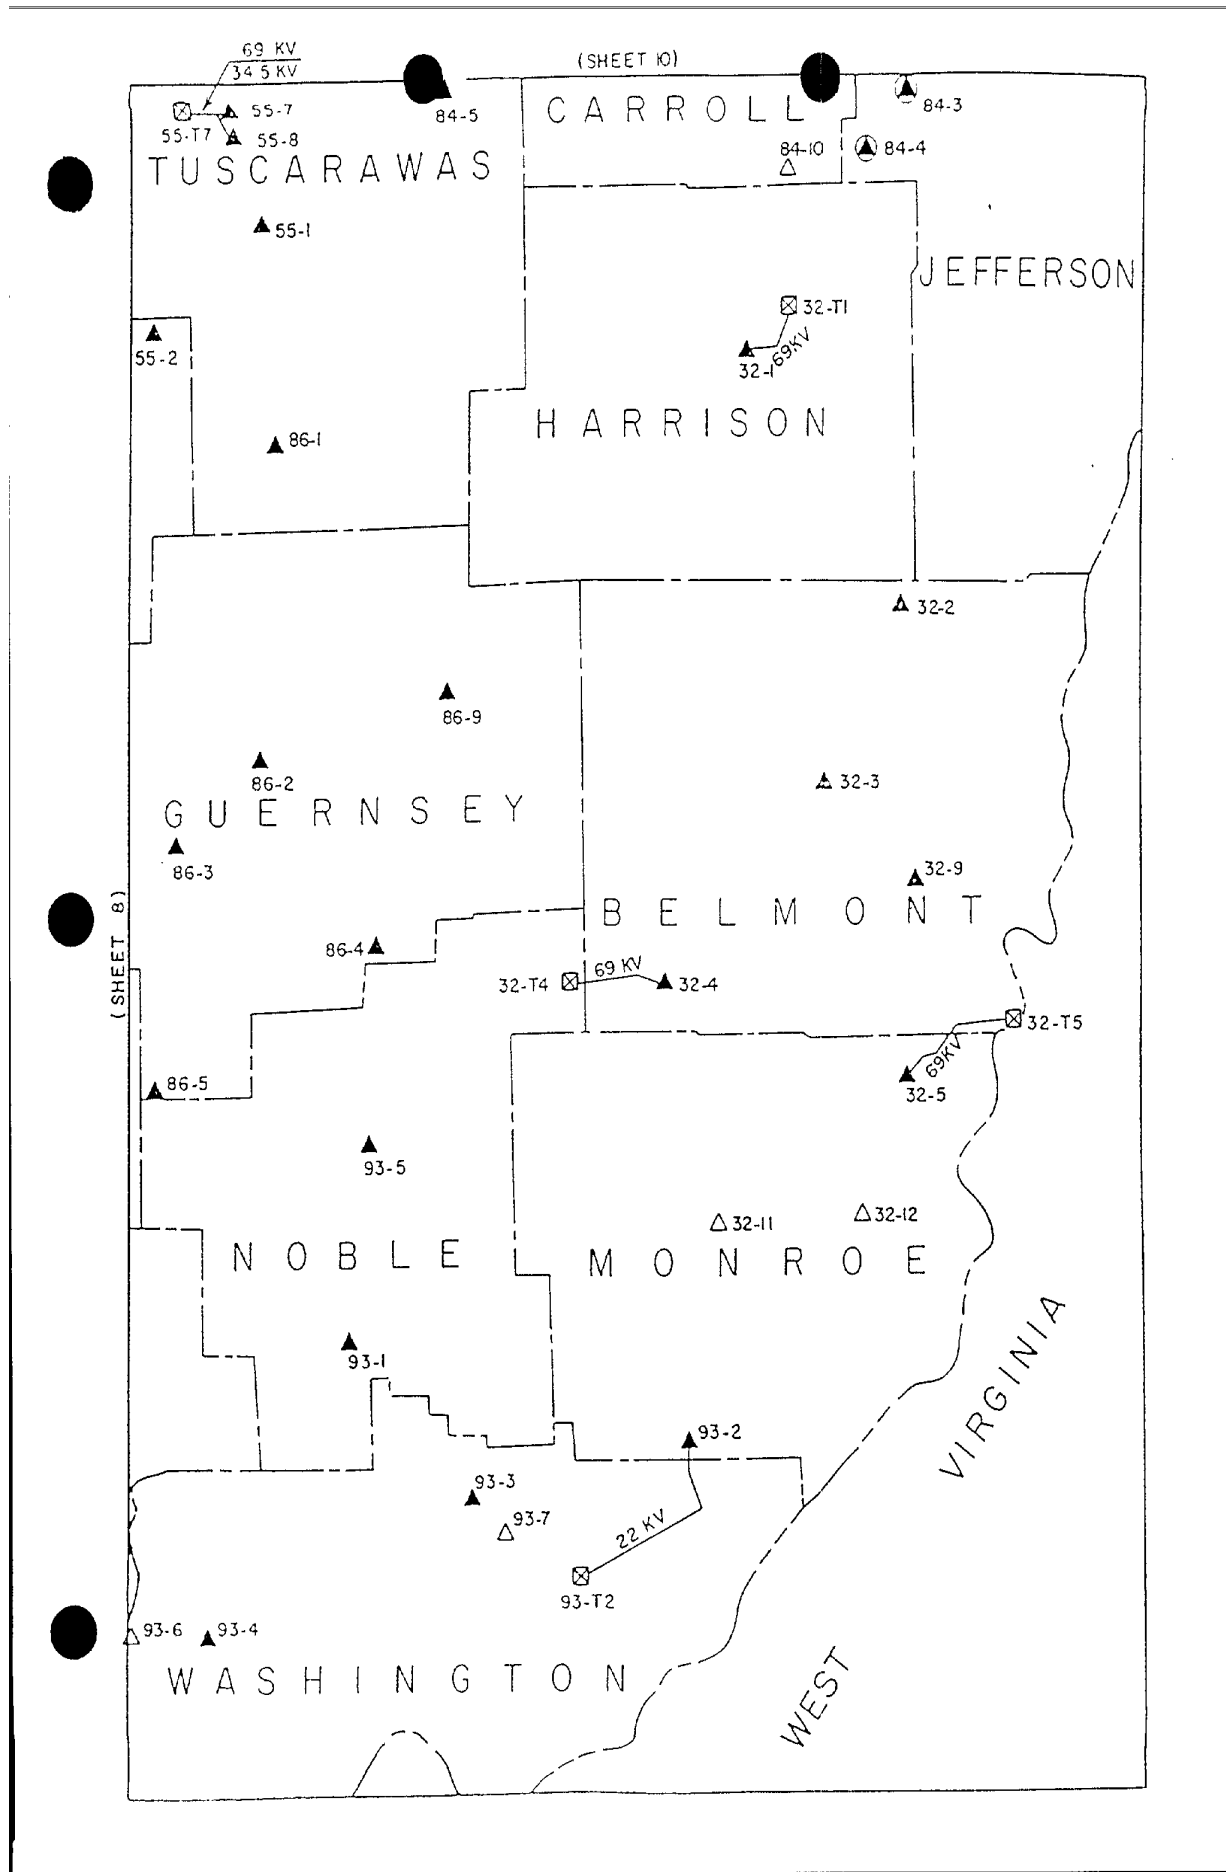 69 KV
34.5 KV
(SHEET 10)
55-T7
55-7
55-8
84-5
CARROLL
84-3
84-10
84-4
TUSCARAWAS
55-1
JEFFERSON
32-T1
69KV
32-1
55-2
HARRISON
86-1
32-2
86-9
86-2
32-3
GUERNSEY
86-3
32-9
(SHEET 8)
BELMONT
86-4
32-T4
69 KV
32-4
32-T5
69KV
32-5
86-5
93-5
32-11
32-12
NOBLE
MONROE
93-1
VIRGINIA
93-2
93-3
93-7
22 KV
93-T2
93-6
93-4
WASHINGTON
WEST